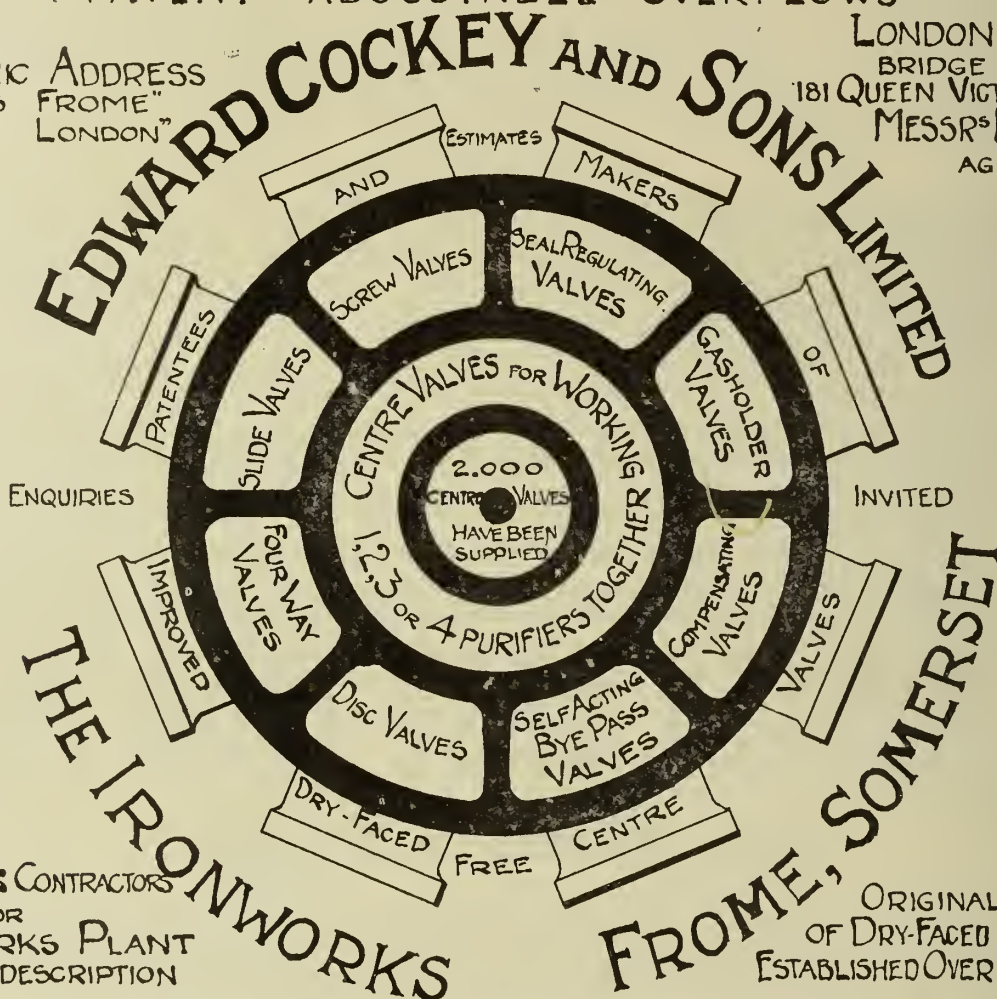 PATENT ADJUSTABLE OVERFLOWS
ADDRESS
FROME"
LONDON"
LONDON
BRIDGE
181 QUEEN
MESSRS
EDWARD COCKEY AND SONS LIMITED
ESTIMATES
PATENTEES
AND
MAKERS
OF
IMPROVED
DRY-FACED
CENTRE
VALVES
ENQUIRIES
INVITED
FREE
SCREW VALVES
SEAL REGULATING
VALVES
GASHOLDER
VALVES
COMPENSATING
VALVES
SELF ACTING
BYE PASS
VALVES
DISC VALVES
FOUR WAY
VALVES
SLIDE VALVES
CENTRE VALVES FOR WORKING
1, 2, 3 OR 4 PURIFIERS TOGETHER
2.000
CENTRE VALVES
HAVE BEEN
SUPPLIED
THE IRONWORKS
FROME, SOMERSET
CONTRACTORS
PLANT
DESCRIPTION
ORIGINAL
OF DRY-FACED
ESTABLISHED OVER